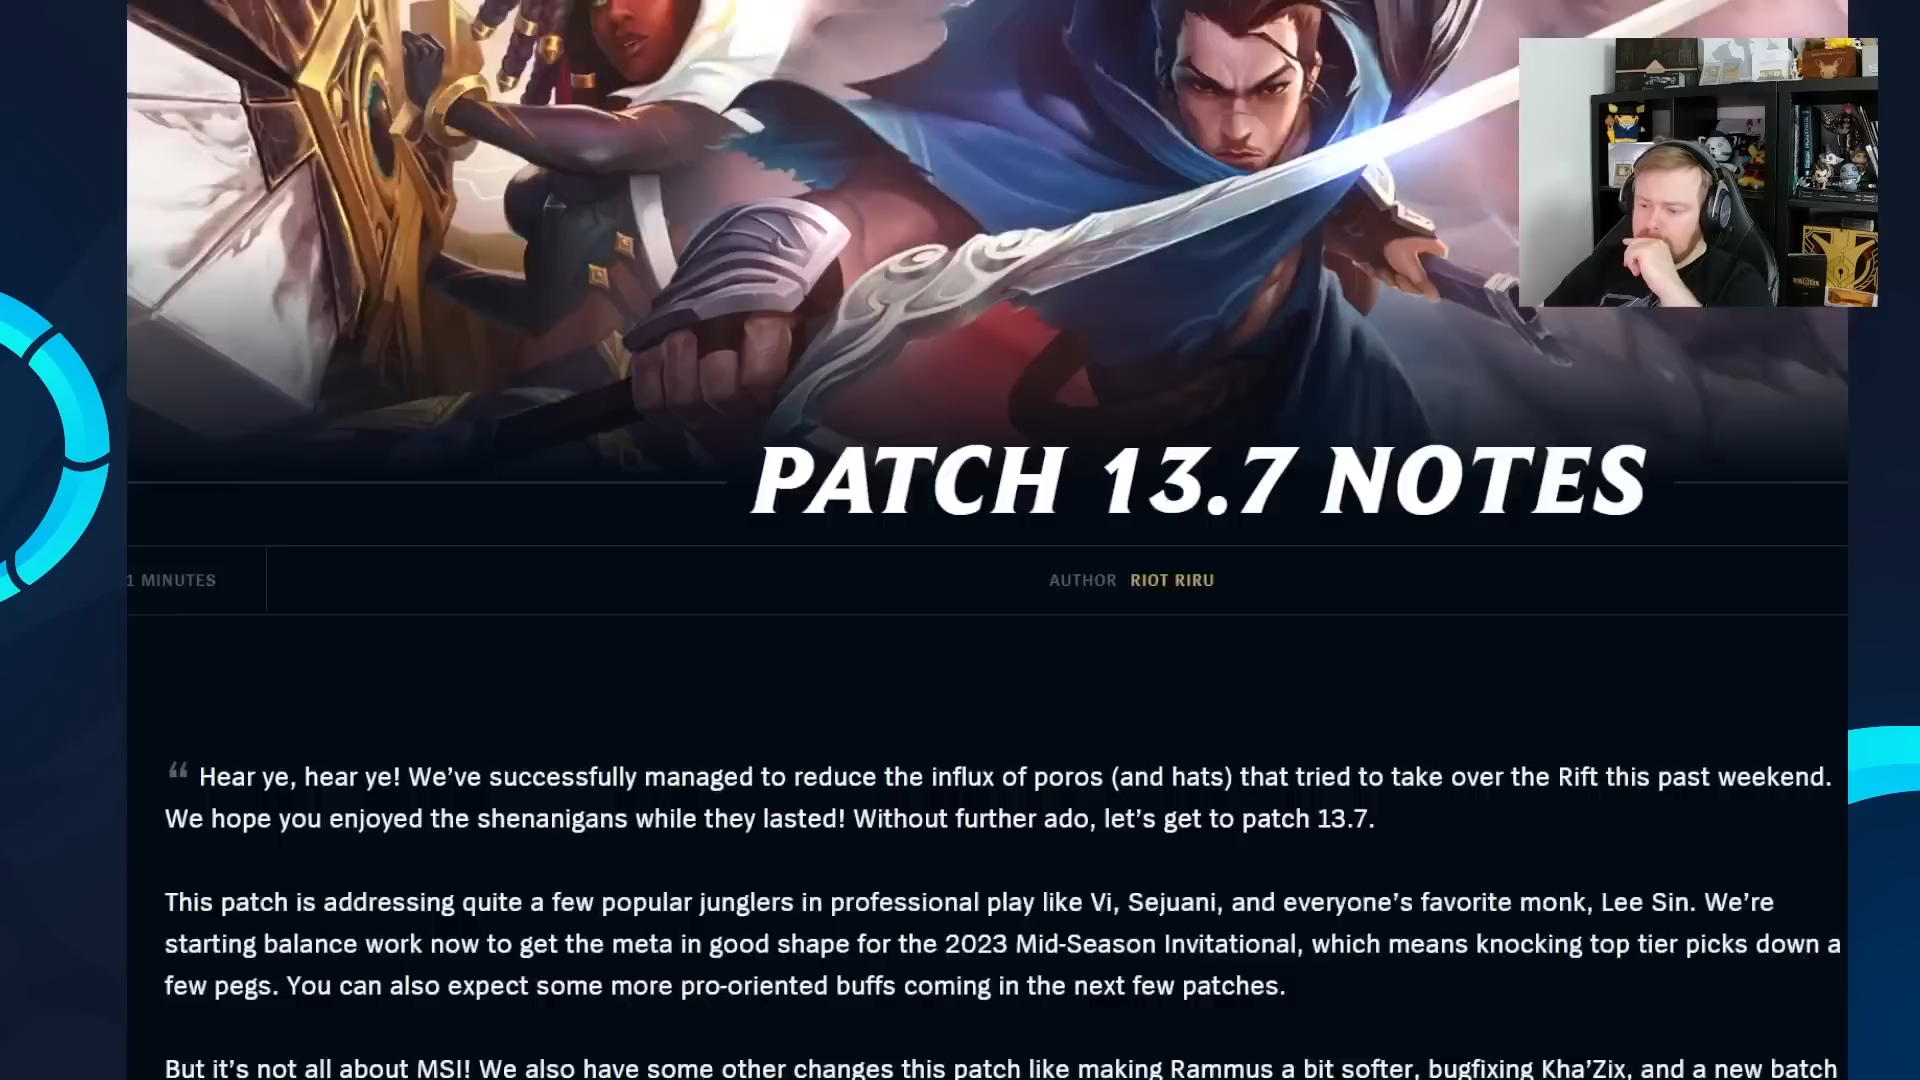 PATCH 13.7 NOTES
1 MINUTES
AUTHOR RIOT RIRU
“ Hear ye, hear ye! We’ve successfully managed to reduce the influx of poros (and hats) that tried to take over the Rift this past weekend.
We hope you enjoyed the shenanigans while they lasted! Without further ado, let’s get to patch 13.7.
This patch is addressing quite a few popular junglers in professional play like Vi, Sejuani, and everyone’s favorite monk, Lee Sin. We’re
starting balance work now to get the meta in good shape for the 2023 Mid-Season Invitational, which means knocking top tier picks down a
few pegs. You can also expect some more pro-oriented buffs coming in the next few patches.
But it’s not all about MSI! We also have some other changes this patch like making Rammus a bit softer, bugfixing Kha’Zix, and a new batch